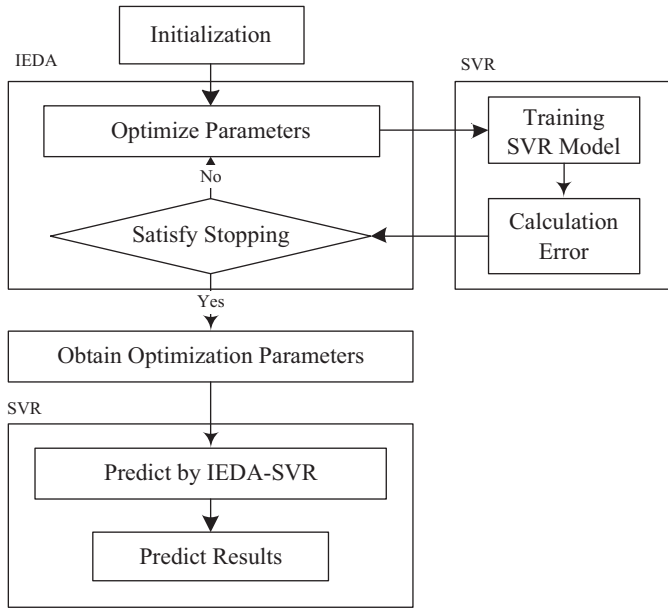 Initialization
IEDA
SVR
Optimize Parameters
Training
SVR Model
No
Satisfy Stopping
Calculation
Error
Yes
Obtain Optimization Parameters
SVR
Predict by IEDA-SVR
Predict Results